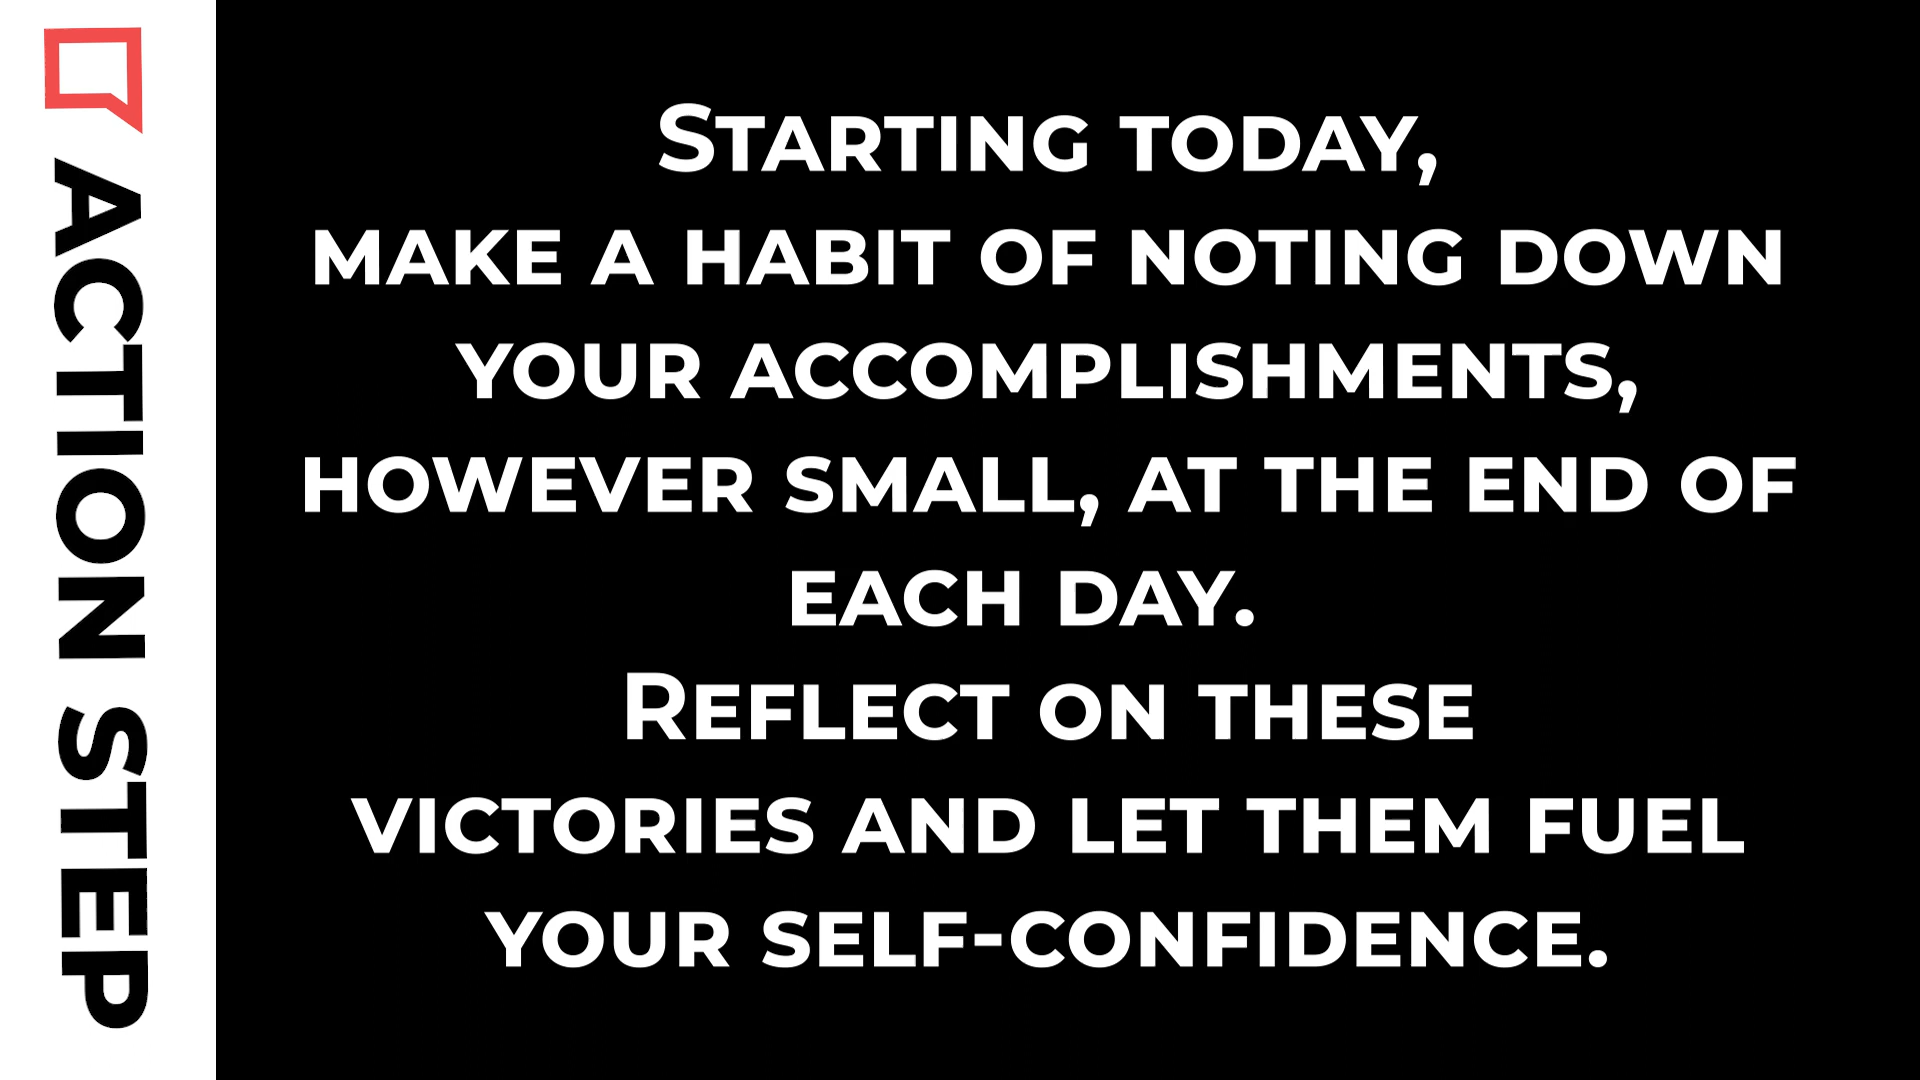 ACTION STEP
Starting today,
make a habit of noting down
your accomplishments,
however small, at the end of
each day.
Reflect on these
victories and let them fuel
your self-confidence.